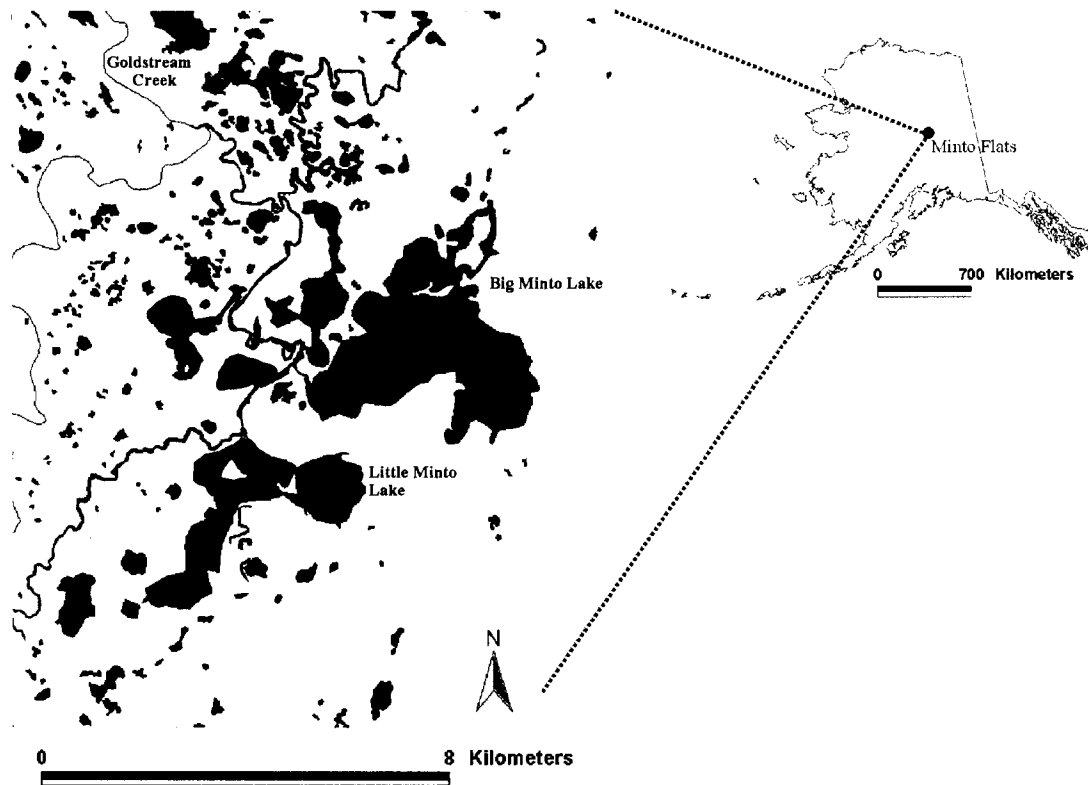 Goldstream
Creek
Minto Flats
Big Minto Lake
0 700 Kilometers
Little Minto
Lake
N
0 8 Kilometers